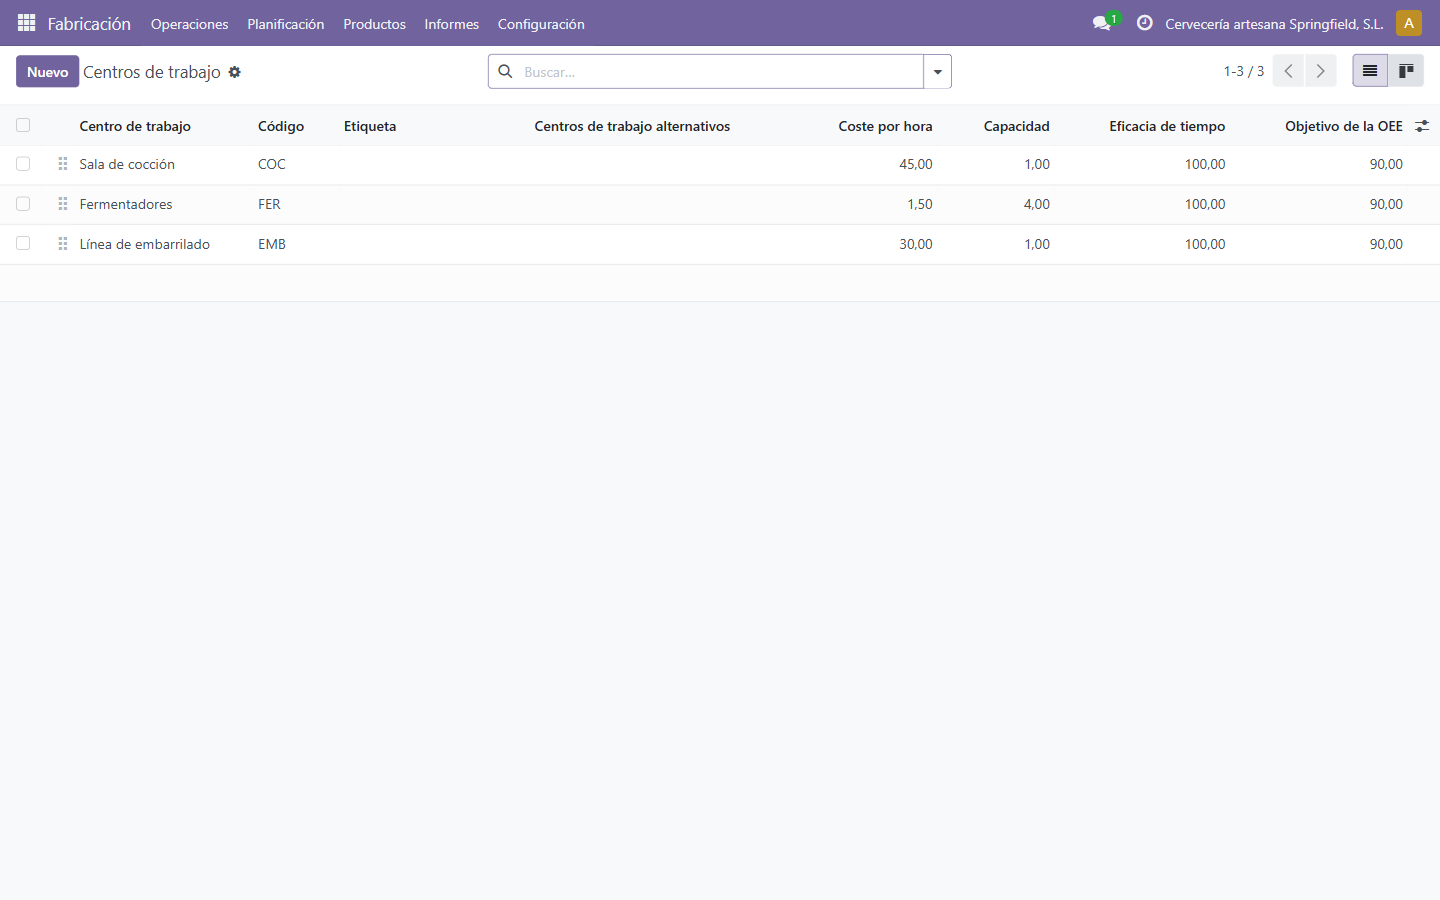 Fabricación Operaciones Planificación Productos Informes Configuración 1 Cervecería artesana Springfield, S.L. A
Nuevo Centros de trabajo Buscar... 1-3 / 3
Centro de trabajo Código Etiqueta Centros de trabajo alternativos Coste por hora Capacidad Eficacia de tiempo Objetivo de la OEE
Sala de cocción COC 45,00 1,00 100,00 90,00
Fermentadores FER 1,50 4,00 100,00 90,00
Línea de embarrilado EMB 30,00 1,00 100,00 90,00